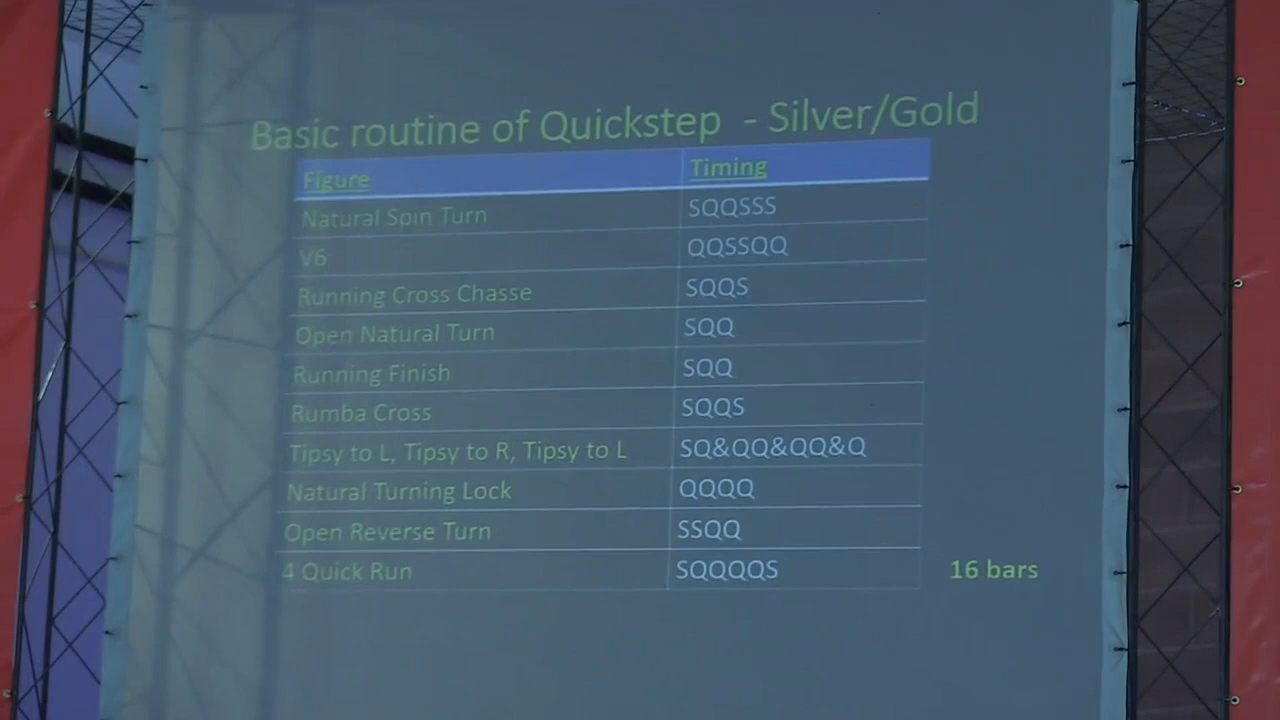 Basic routine of Quickstep - Silver/Gold
Figure Timing
Natural Spin Turn SQQSSS
V6 QQSSQQ
Running Cross Chasse SQQS
Open Natural Turn SQQ
Running Finish SQQ
Rumba Cross SQQS
Tipsy to L, Tipsy to R, Tipsy to L SQ&QQ&QQ&Q
Natural Turning Lock QQQQ
Open Reverse Turn SSQQ
4 Quick Run SQQQQS 16 bars